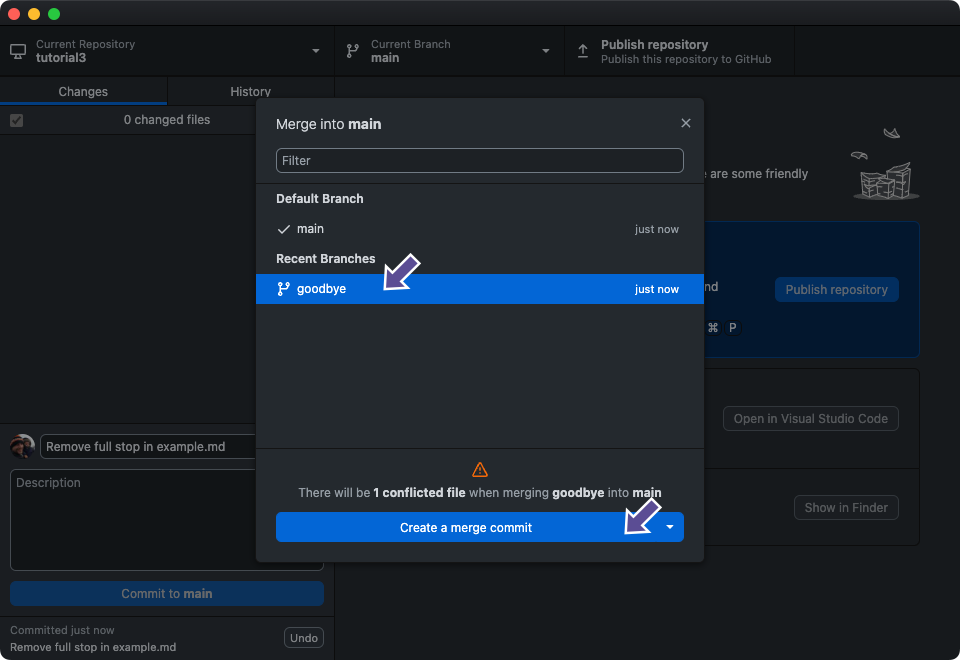 Current Repository
tutorial3
Current Branch
main
Publish repository
Publish this repository to GitHub
Changes
History
0 changed files
Merge into main
Filter
Default Branch
main just now
Recent Branches
goodbye just now
There will be 1 conflicted file when merging goodbye into main
Create a merge commit
are some friendly
nd
Publish repository
⌘ P
Open in Visual Studio Code
Show in Finder
Remove full stop in example.md
Description
Commit to main
Committed just now
Remove full stop in example.md
Undo